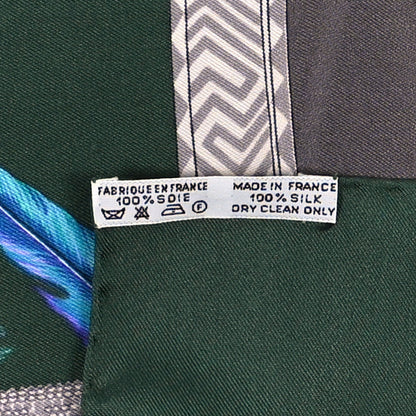 FABRIQUE EN FRANCE
100% SOIE
F
MADE IN FRANCE
100% SILK
DRY CLEAN ONLY